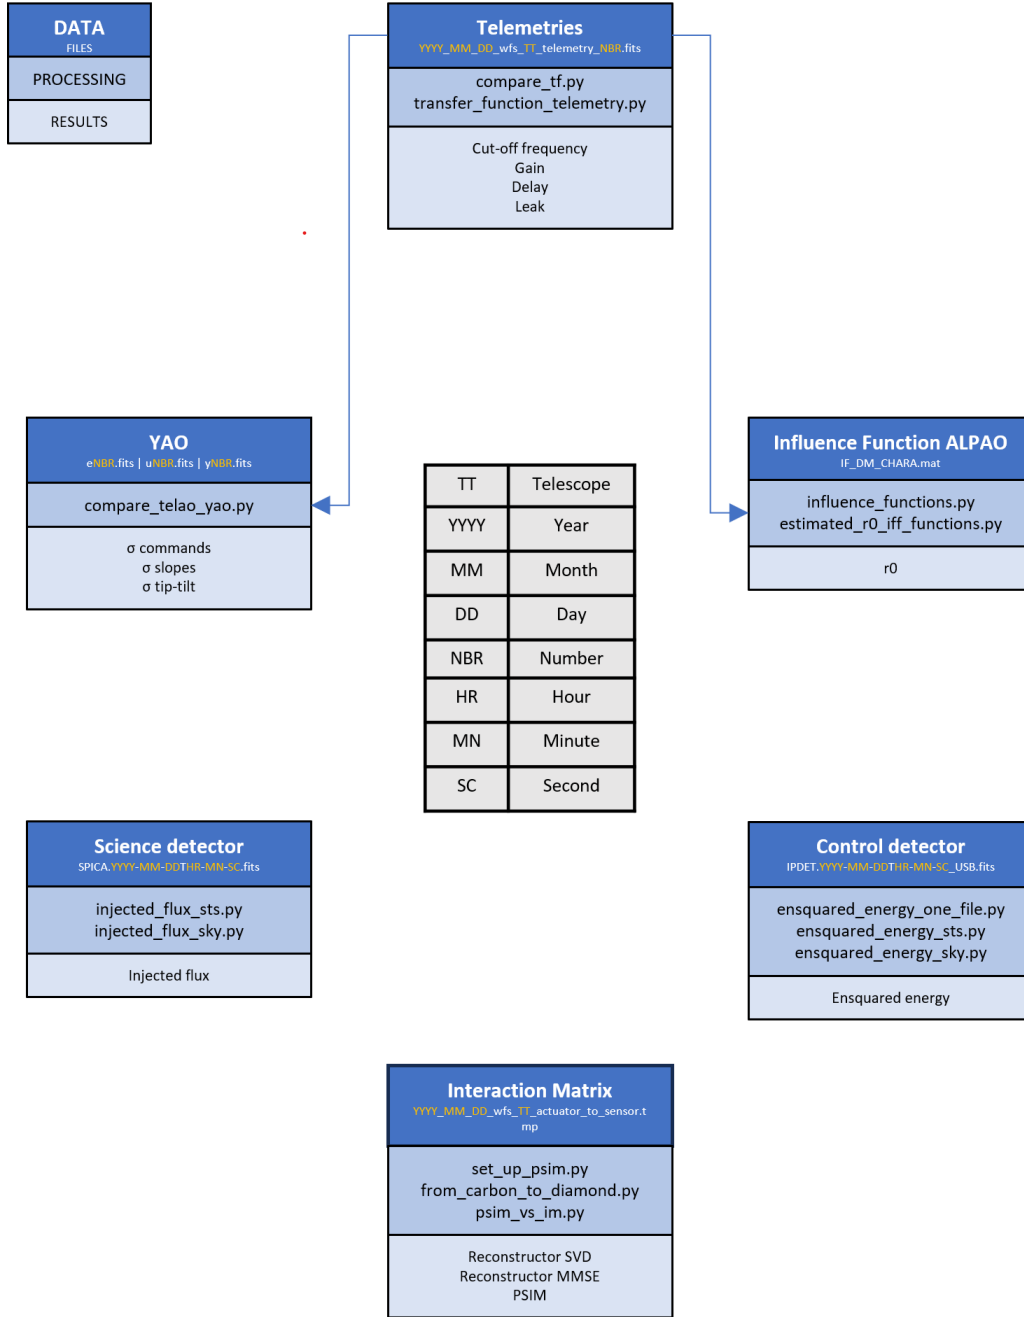 DATA
FILES
PROCESSING
RESULTS
Telemetries
YYYY_MM_DD_wfs_TT_telemetry_NBR.fits
compare_tf.py
transfer_function_telemetry.py
Cut-off frequency
Gain
Delay
Leak
YAO
eNBR.fits | uNBR.fits | yNBR.fits
compare_telao_yao.py
σ commands
σ slopes
σ tip-tilt
Influence Function ALPAO
IF_DM_CHARA.mat
influence_functions.py
estimated_r0_iff_functions.py
r0
TT Telescope
YYYY Year
MM Month
DD Day
NBR Number
HR Hour
MN Minute
SC Second
Science detector
SPICA.YYYY-MM-DDTHR-MN-SC.fits
injected_flux_sts.py
injected_flux_sky.py
Injected flux
Control detector
IPDET.YYYY-MM-DDTHR-MN-SC_USB.fits
ensquared_energy_one_file.py
ensquared_energy_sts.py
ensquared_energy_sky.py
Ensquared energy
Interaction Matrix
YYYY_MM_DD_wfs_TT_actuator_to_sensor.t
mp
set_up_psim.py
from_carbon_to_diamond.py
psim_vs_im.py
Reconstructor SVD
Reconstructor MMSE
PSIM